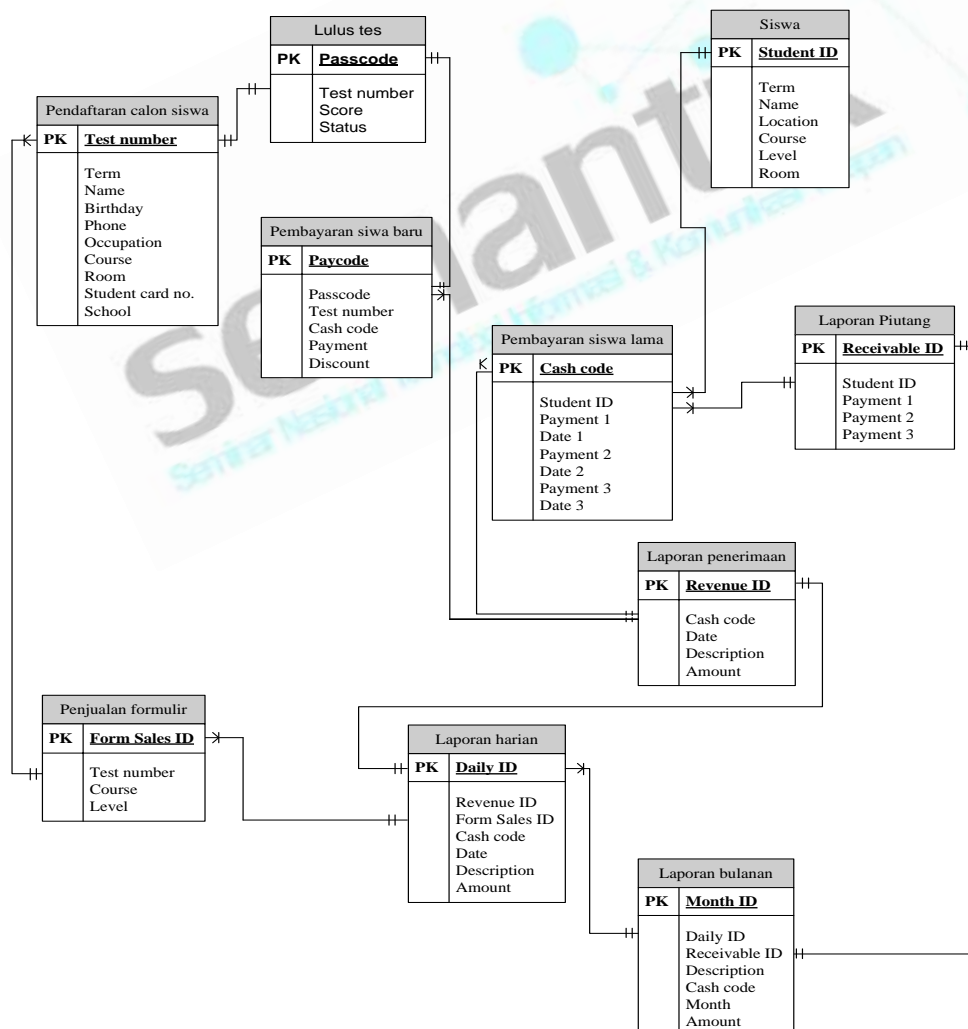 Lulus tes
PK Passcode
Test number
Score
Status
Siswa
PK Student ID
Term
Name
Location
Course
Level
Room
Pendaftaran calon siswa
PK Test number
Term
Name
Birthday
Phone
Occupation
Course
Room
Student card no.
School
Pembayaran siwa baru
PK Paycode
Passcode
Test number
Cash code
Payment
Discount
Pembayaran siswa lama
PK Cash code
Student ID
Payment 1
Date 1
Payment 2
Date 2
Payment 3
Date 3
Laporan Piutang
PK Receivable ID
Student ID
Payment 1
Payment 2
Payment 3
Laporan penerimaan
PK Revenue ID
Cash code
Date
Description
Amount
Penjualan formulir
PK Form Sales ID
Test number
Course
Level
Laporan harian
PK Daily ID
Revenue ID
Form Sales ID
Cash code
Date
Description
Amount
Laporan bulanan
PK Month ID
Daily ID
Receivable ID
Description
Cash code
Month
Amount
Seminar Nasional Teknologi Informasi & Komunikasi